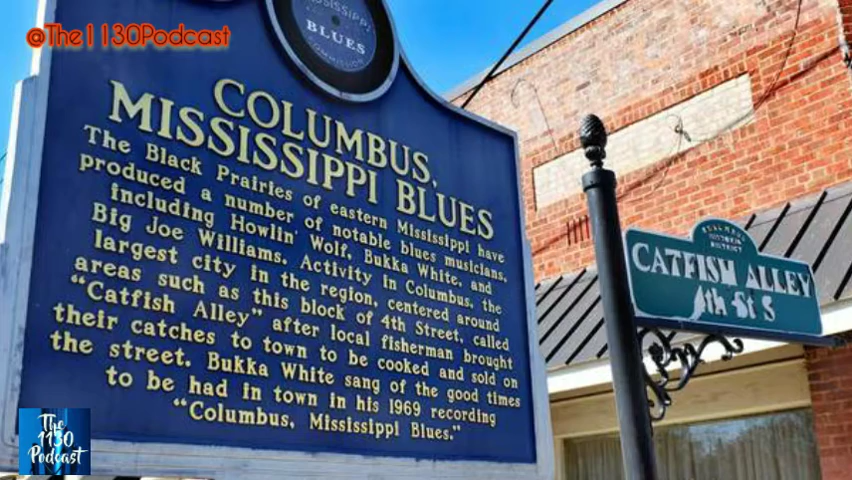 @The1130Podcast
MISSISSIPPI
BLUES
COMMISSION
COLUMBUS,
MISSISSIPPI BLUES
The Black Prairies of eastern Mississippi have
produced a number of notable blues musicians,
including Howlin' Wolf, Bukka White, and
Big Joe Williams. Activity in Columbus, the
largest city in the region, centered around
areas such as this block of 4th Street, called
"Catfish Alley" after local fisherman brought
their catches to town to be cooked and sold on
the street. Bukka White sang of the good times
to be had in town in his 1969 recording
"Columbus, Mississippi Blues."
HISTORIC
DISTRICT
CATFISH ALLEY
4th St S
The
1130
Podcast